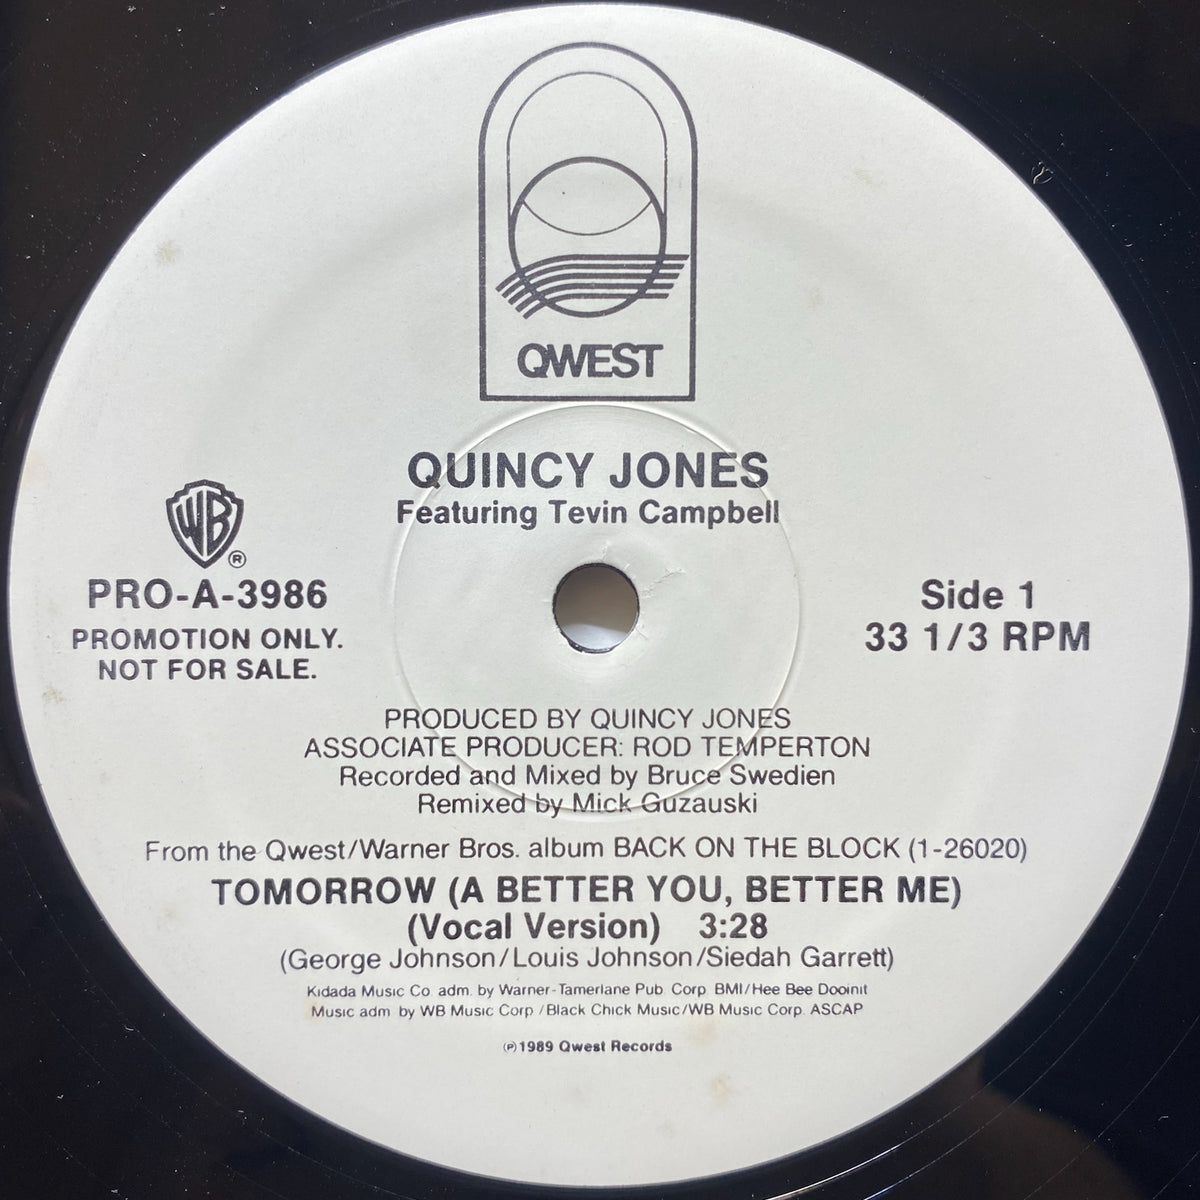 QWEST
QUINCY JONES
Featuring Tevin Campbell
WB ®
PRO-A-3986
PROMOTION ONLY.
NOT FOR SALE.
Side 1
33 1/3 RPM
PRODUCED BY QUINCY JONES
ASSOCIATE PRODUCER: ROD TEMPERTON
Recorded and Mixed by Bruce Swedien
Remixed by Mick Guzauski
From the Qwest/Warner Bros. album BACK ON THE BLOCK (1-26020)
TOMORROW (A BETTER YOU, BETTER ME)
(Vocal Version) 3:28
(George Johnson/Louis Johnson/Siedah Garrett)
Kidada Music Co. adm. by Warner-Tamerlane Pub. Corp. BMI/Hee Bee Dooinit
Music adm. by WB Music Corp./Black Chick Music/WB Music Corp. ASCAP
℗1989 Qwest Records